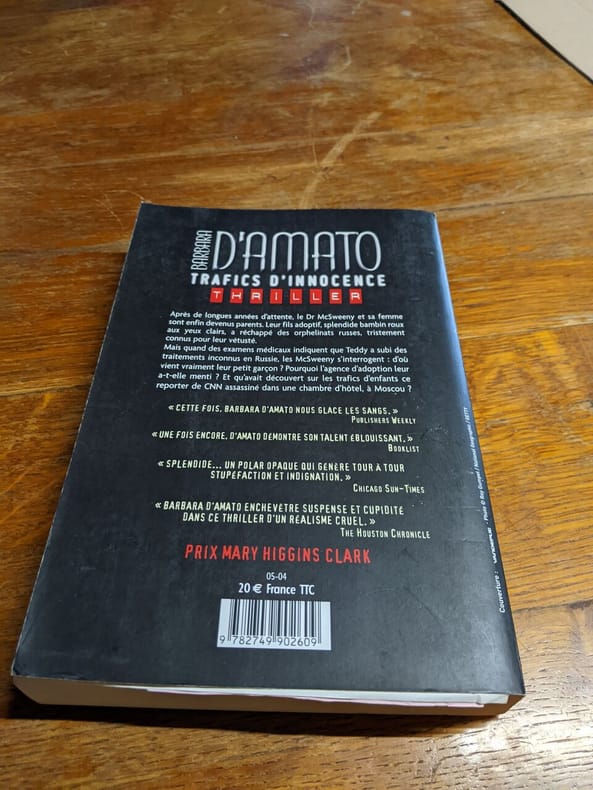 BARBARA
D'AMATO
TRAFICS D'INNOCENCE
THRILLER
Après de longues années d'attente, le Dr McSweeny et sa femme
sont enfin devenus parents. Leur fils adoptif, splendide bambin roux
aux yeux clairs, a réchappé des orphelinats russes, tristement
connus pour leur vétusté.
Mais quand des examens médicaux indiquent que Teddy a subi des
traitements inconnus en Russie, les McSweeny s'interrogent : d'où
vient vraiment leur petit garçon ? Pourquoi l'agence d'adoption leur
a-t-elle menti ? Et qu'avait découvert sur les trafics d'enfants ce
reporter de CNN assassiné dans une chambre d'hôtel, à Moscou ?
« CETTE FOIS, BARBARA D'AMATO NOUS GLACE LES SANGS. »
PUBLISHERS WEEKLY
« UNE FOIS ENCORE, D'AMATO DÉMONTRE SON TALENT ÉBLOUISSANT. »
BOOKLIST
« SPLENDIDE... UN POLAR OPAQUE QUI GÉNÈRE TOUR À TOUR
STUPÉFACTION ET INDIGNATION. »
CHICAGO SUN-TIMES
« BARBARA D'AMATO ENCHEVÊTRE SUSPENSE ET CUPIDITÉ
DANS CE THRILLER D'UN RÉALISME CRUEL. »
THE HOUSTON CHRONICLE
PRIX MARY HIGGINS CLARK
05-04
20 € France TTC
9 782749 902609
Couverture : / Photo © / National Geographic / GETTY